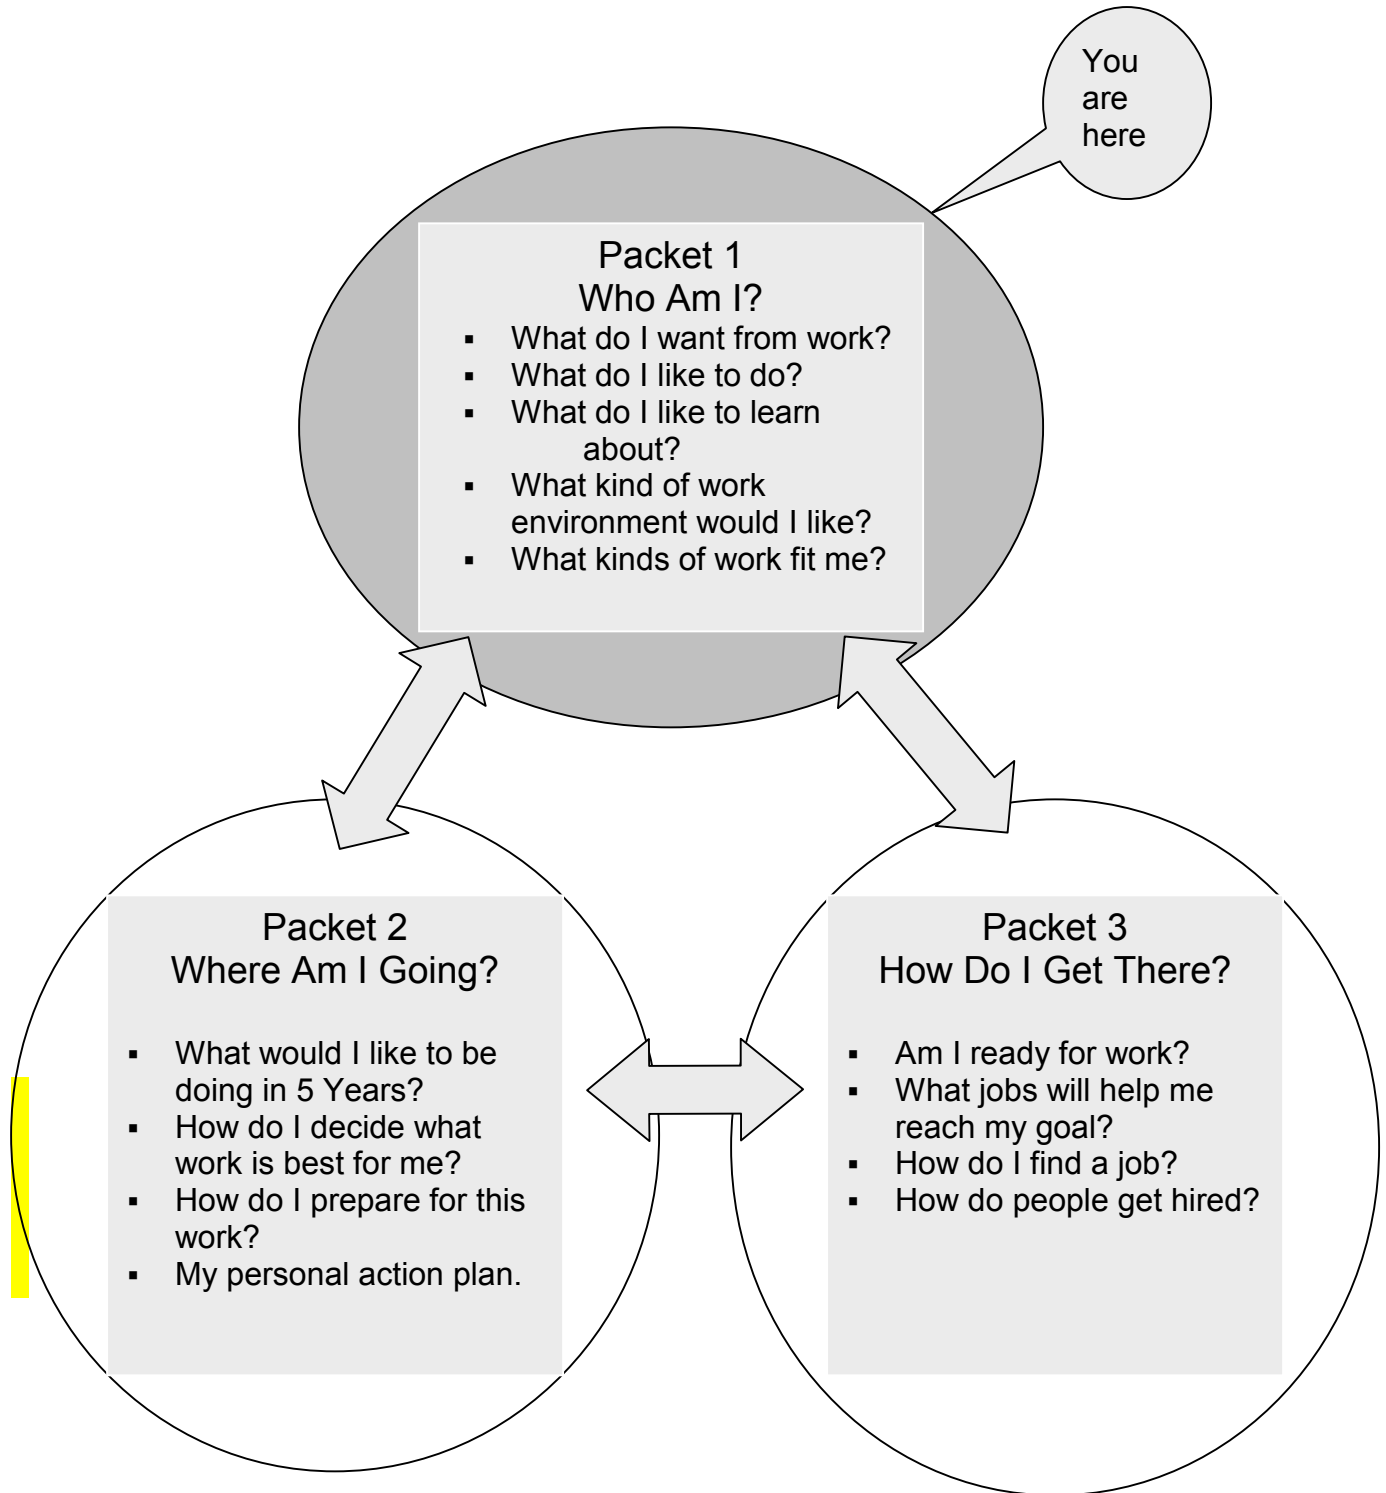 You
are
here
Packet 1
Who Am I?
▪ What do I want from work?
▪ What do I like to do?
▪ What do I like to learn
about?
▪ What kind of work
environment would I like?
▪ What kinds of work fit me?
Packet 2
Where Am I Going?
▪ What would I like to be
doing in 5 Years?
▪ How do I decide what
work is best for me?
▪ How do I prepare for this
work?
▪ My personal action plan.
Packet 3
How Do I Get There?
▪ Am I ready for work?
▪ What jobs will help me
reach my goal?
▪ How do I find a job?
▪ How do people get hired?